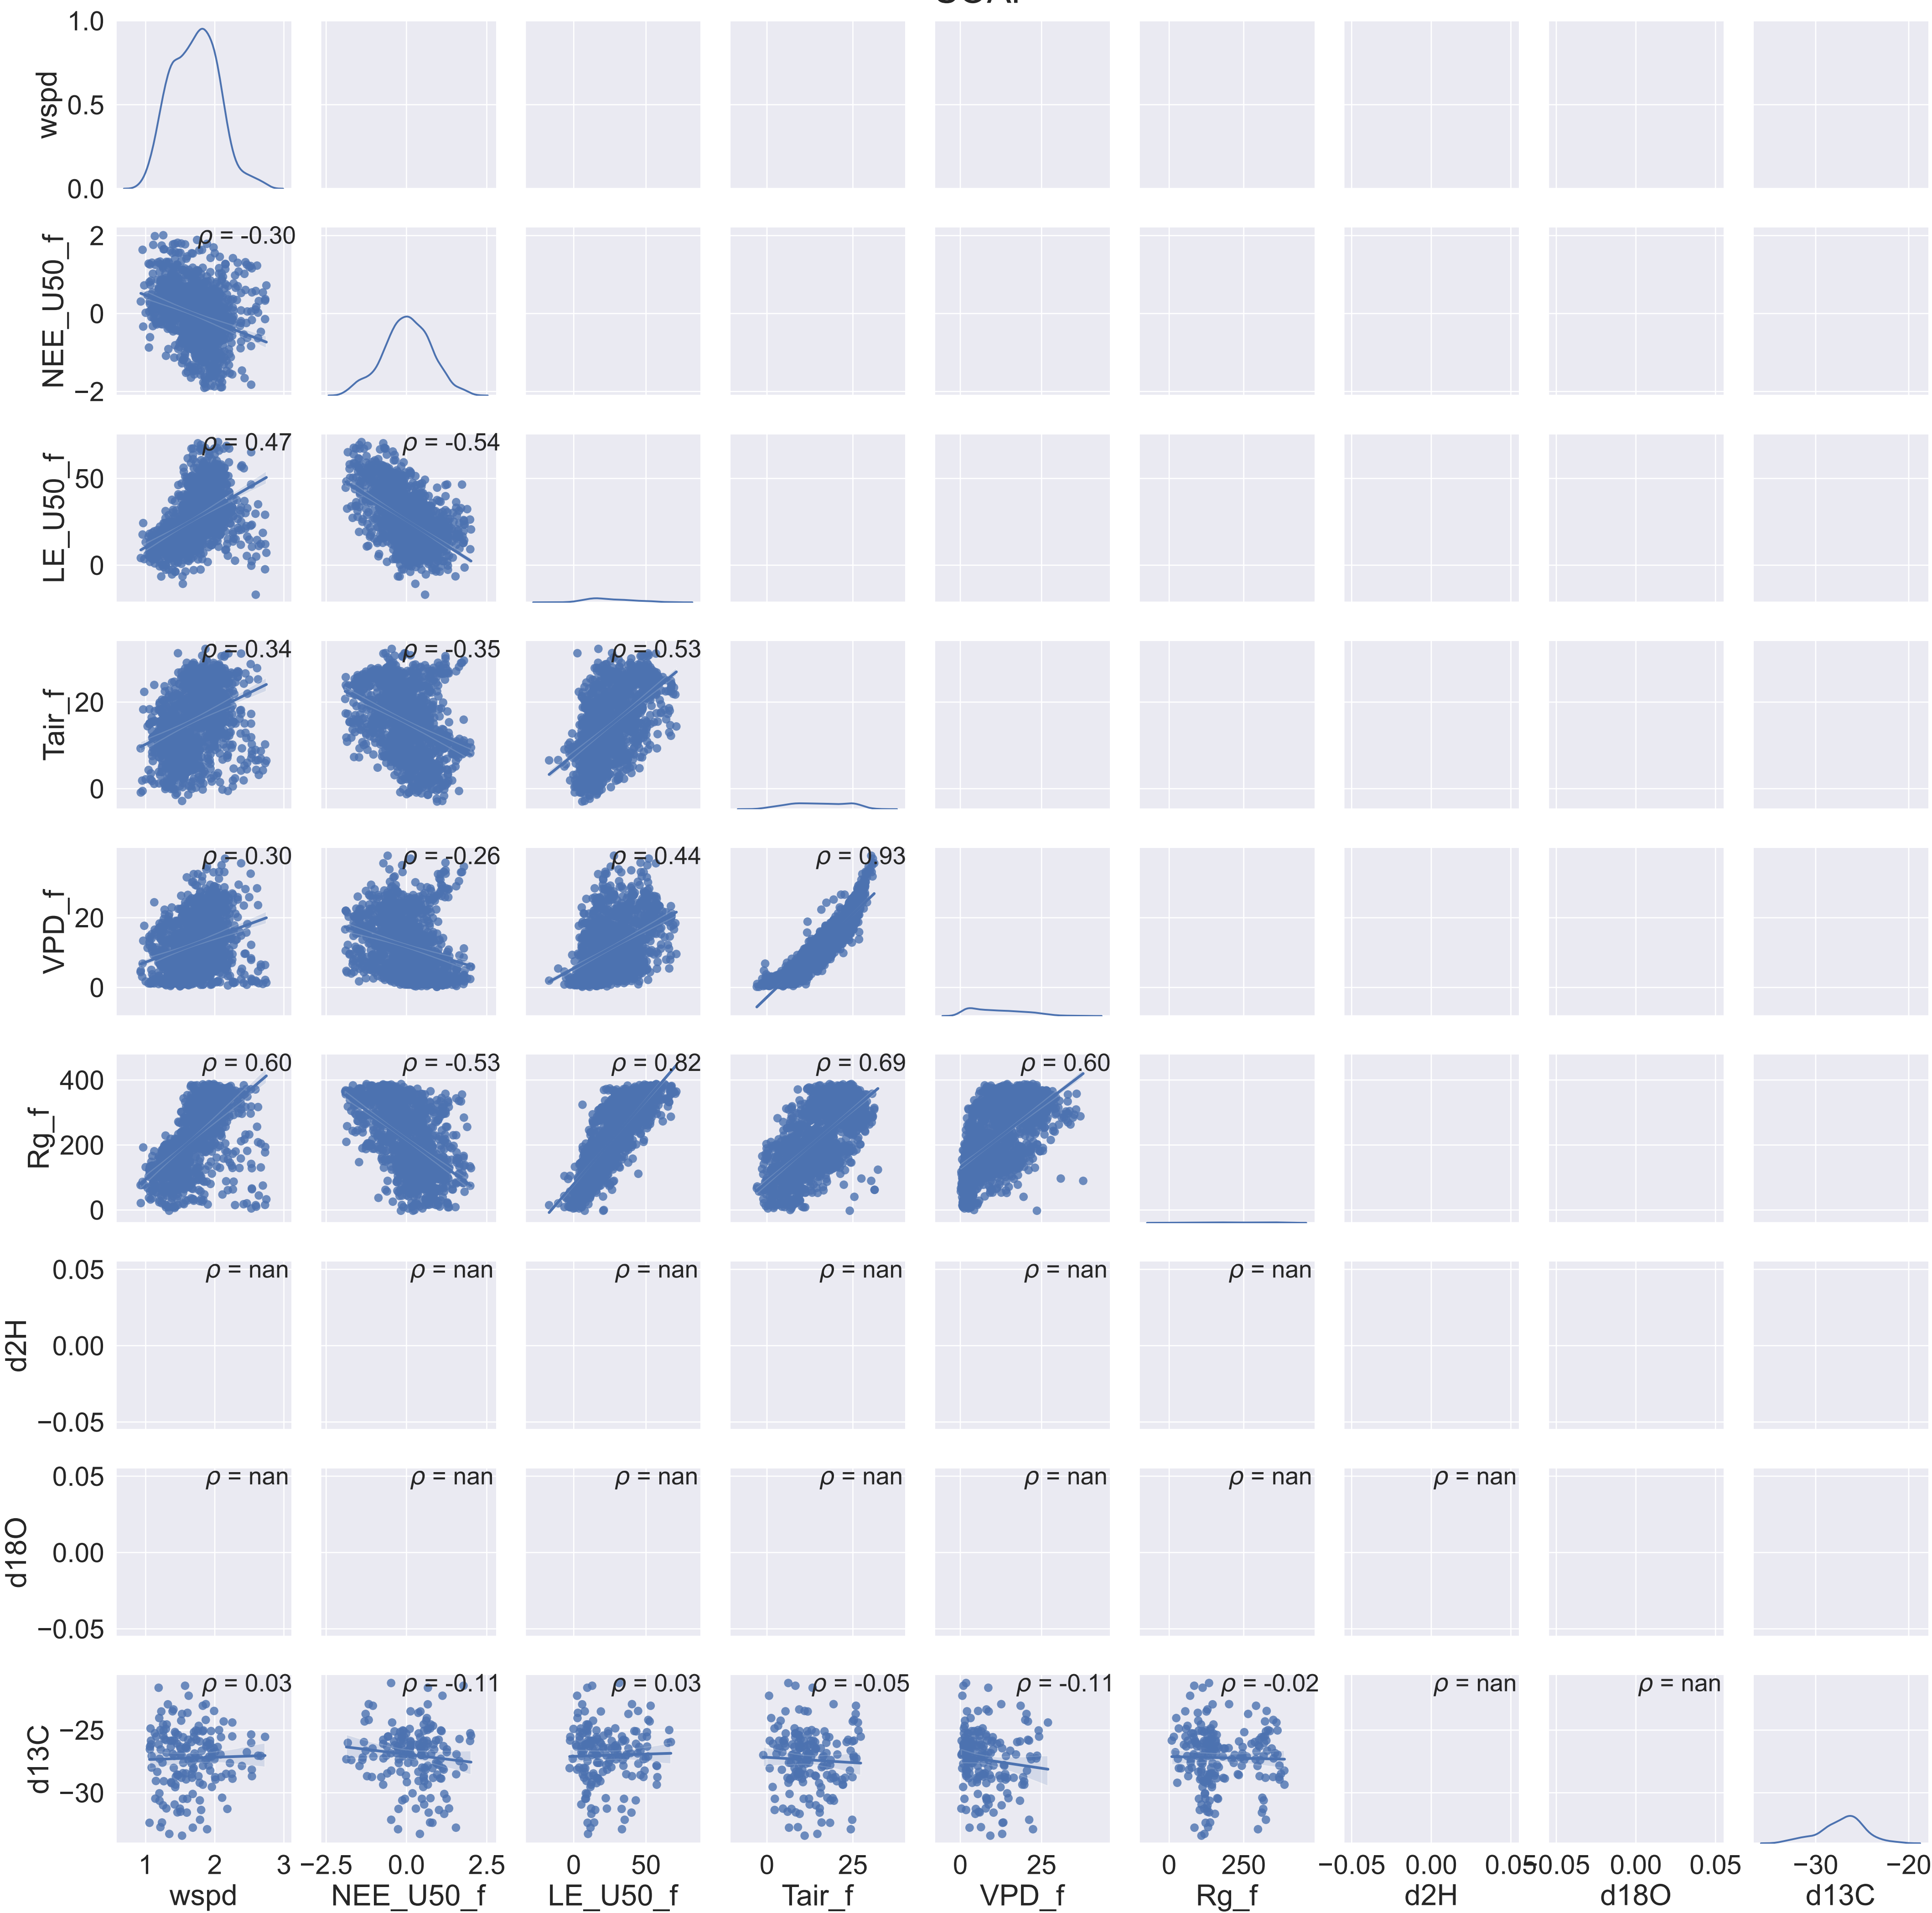 1.0
0.5
0.0
wspd
ρ = -0.30
2
0
−2
NEE_U50_f
ρ = 0.47
ρ = -0.54
50
0
LE_U50_f
ρ = 0.34
ρ = -0.35
ρ = 0.53
20
0
Tair_f
ρ = 0.30
ρ = -0.26
ρ = 0.44
ρ = 0.93
20
0
VPD_f
ρ = 0.60
ρ = -0.53
ρ = 0.82
ρ = 0.69
ρ = 0.60
400
200
0
Rg_f
ρ = nan
ρ = nan
ρ = nan
ρ = nan
ρ = nan
ρ = nan
0.05
0.00
−0.05
d2H
ρ = nan
ρ = nan
ρ = nan
ρ = nan
ρ = nan
ρ = nan
ρ = nan
0.05
0.00
−0.05
d18O
ρ = 0.03
ρ = -0.11
ρ = 0.03
ρ = -0.05
ρ = -0.11
ρ = -0.02
ρ = nan
ρ = nan
−25
−30
d13C
1 2 3
−2.5 0.0 2.5
0 50
0 25
0 25
0 250
−0.05 0.00 0.05
−0.05 0.00 0.05
−30 −20
wspd
NEE_U50_f
LE_U50_f
Tair_f
VPD_f
Rg_f
d2H
d18O
d13C